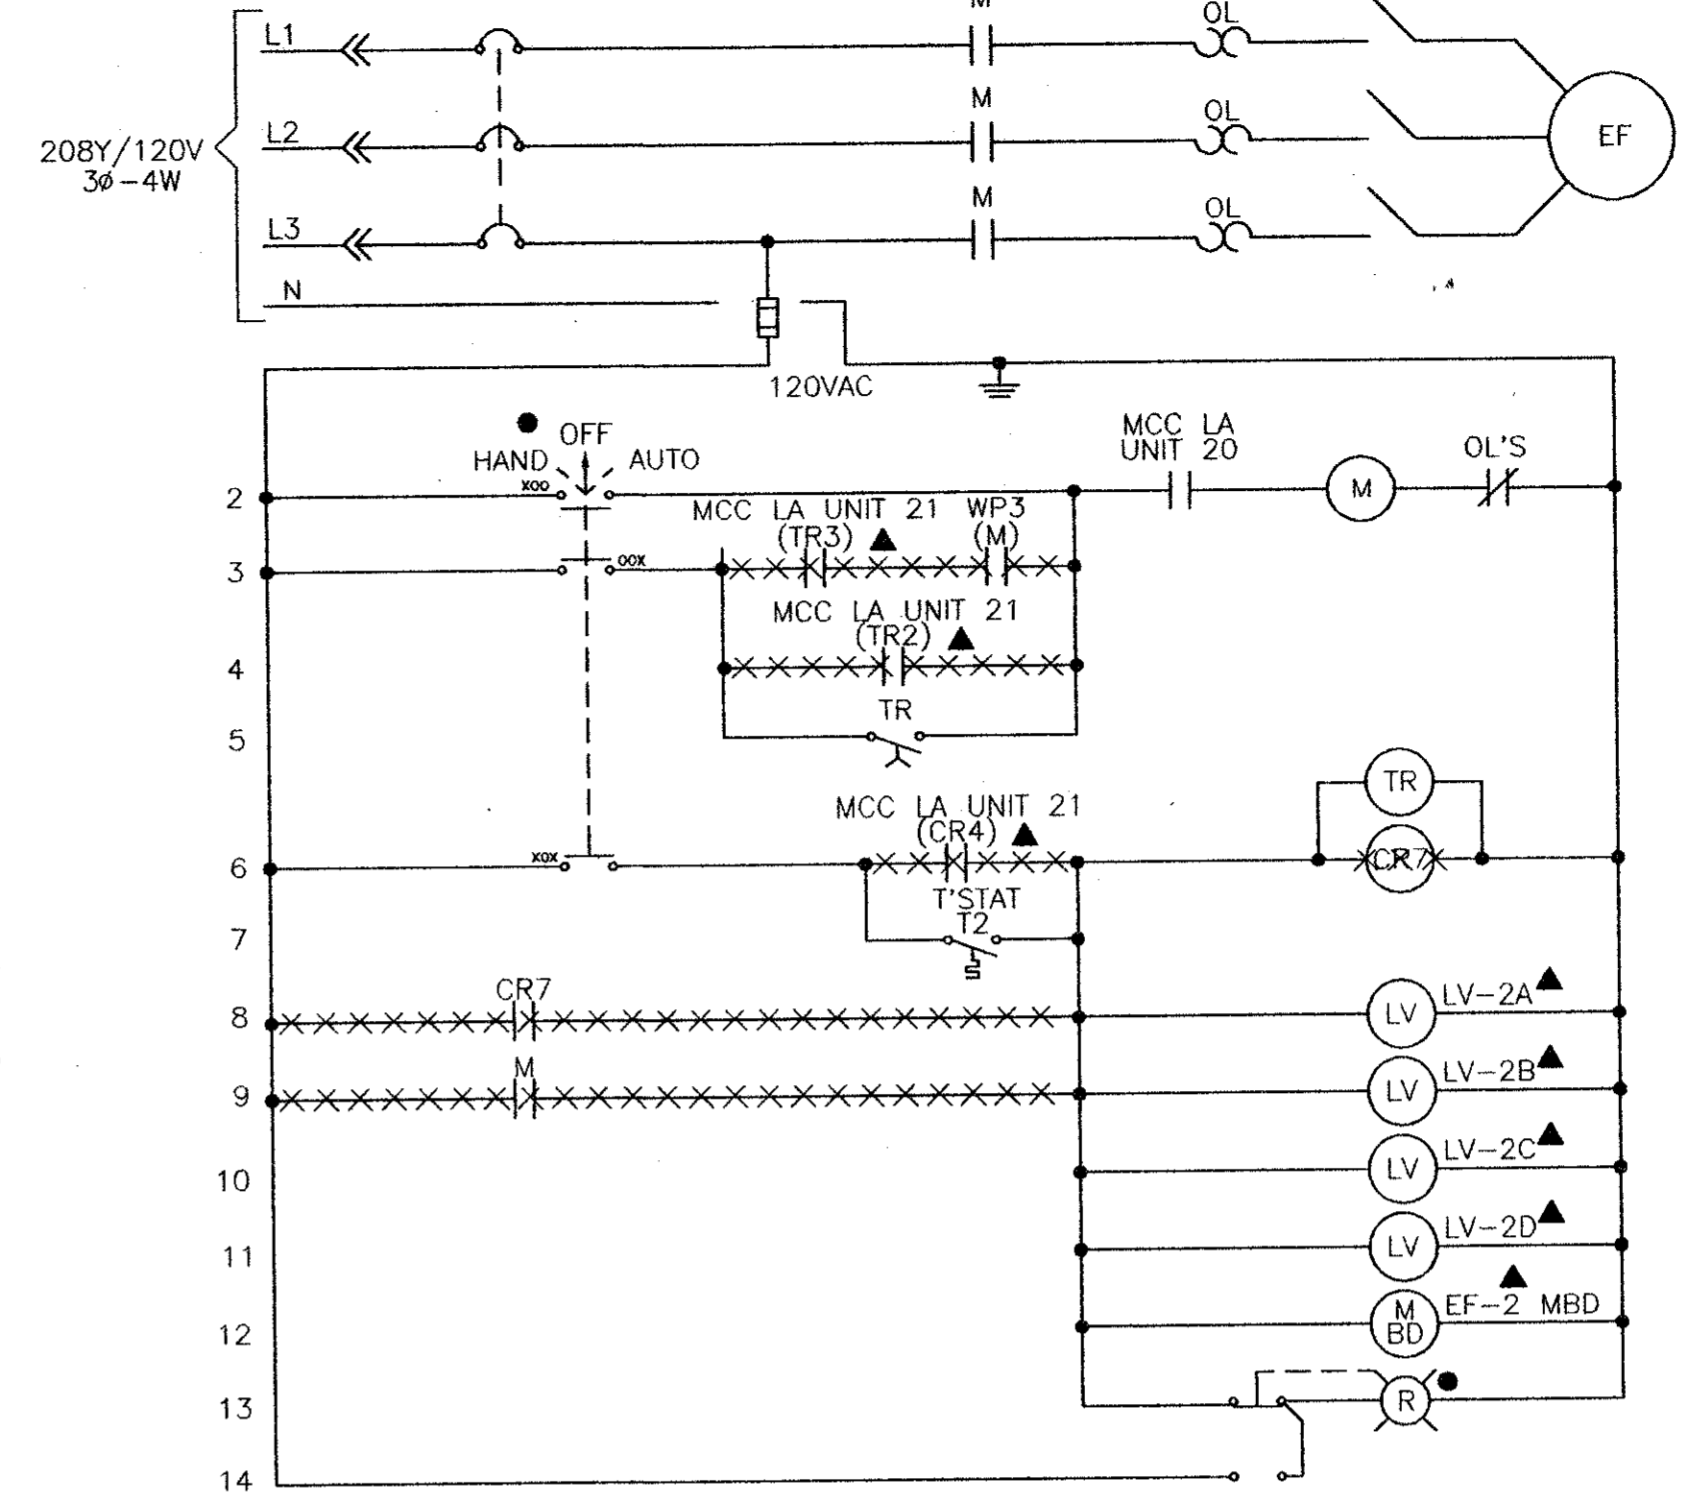 M
L1
OL
M
L2
OL
EF
208Y/120V
3ø-4W
M
L3
OL
N
120VAC
OFF
HAND
AUTO
MCC LA
UNIT 20
OL'S
2
XOO
M
MCC LA UNIT 21
WP3
(TR3)
(M)
3
OOX
MCC LA UNIT 21
(TR2)
4
TR
5
TR
MCC LA UNIT 21
(CR4)
6
XOX
CR7
T'STAT
T2
7
CR7
8
LV
LV-2A
M
9
LV
LV-2B
10
LV
LV-2C
11
LV
LV-2D
12
M
BD
EF-2 MBD
13
R
14